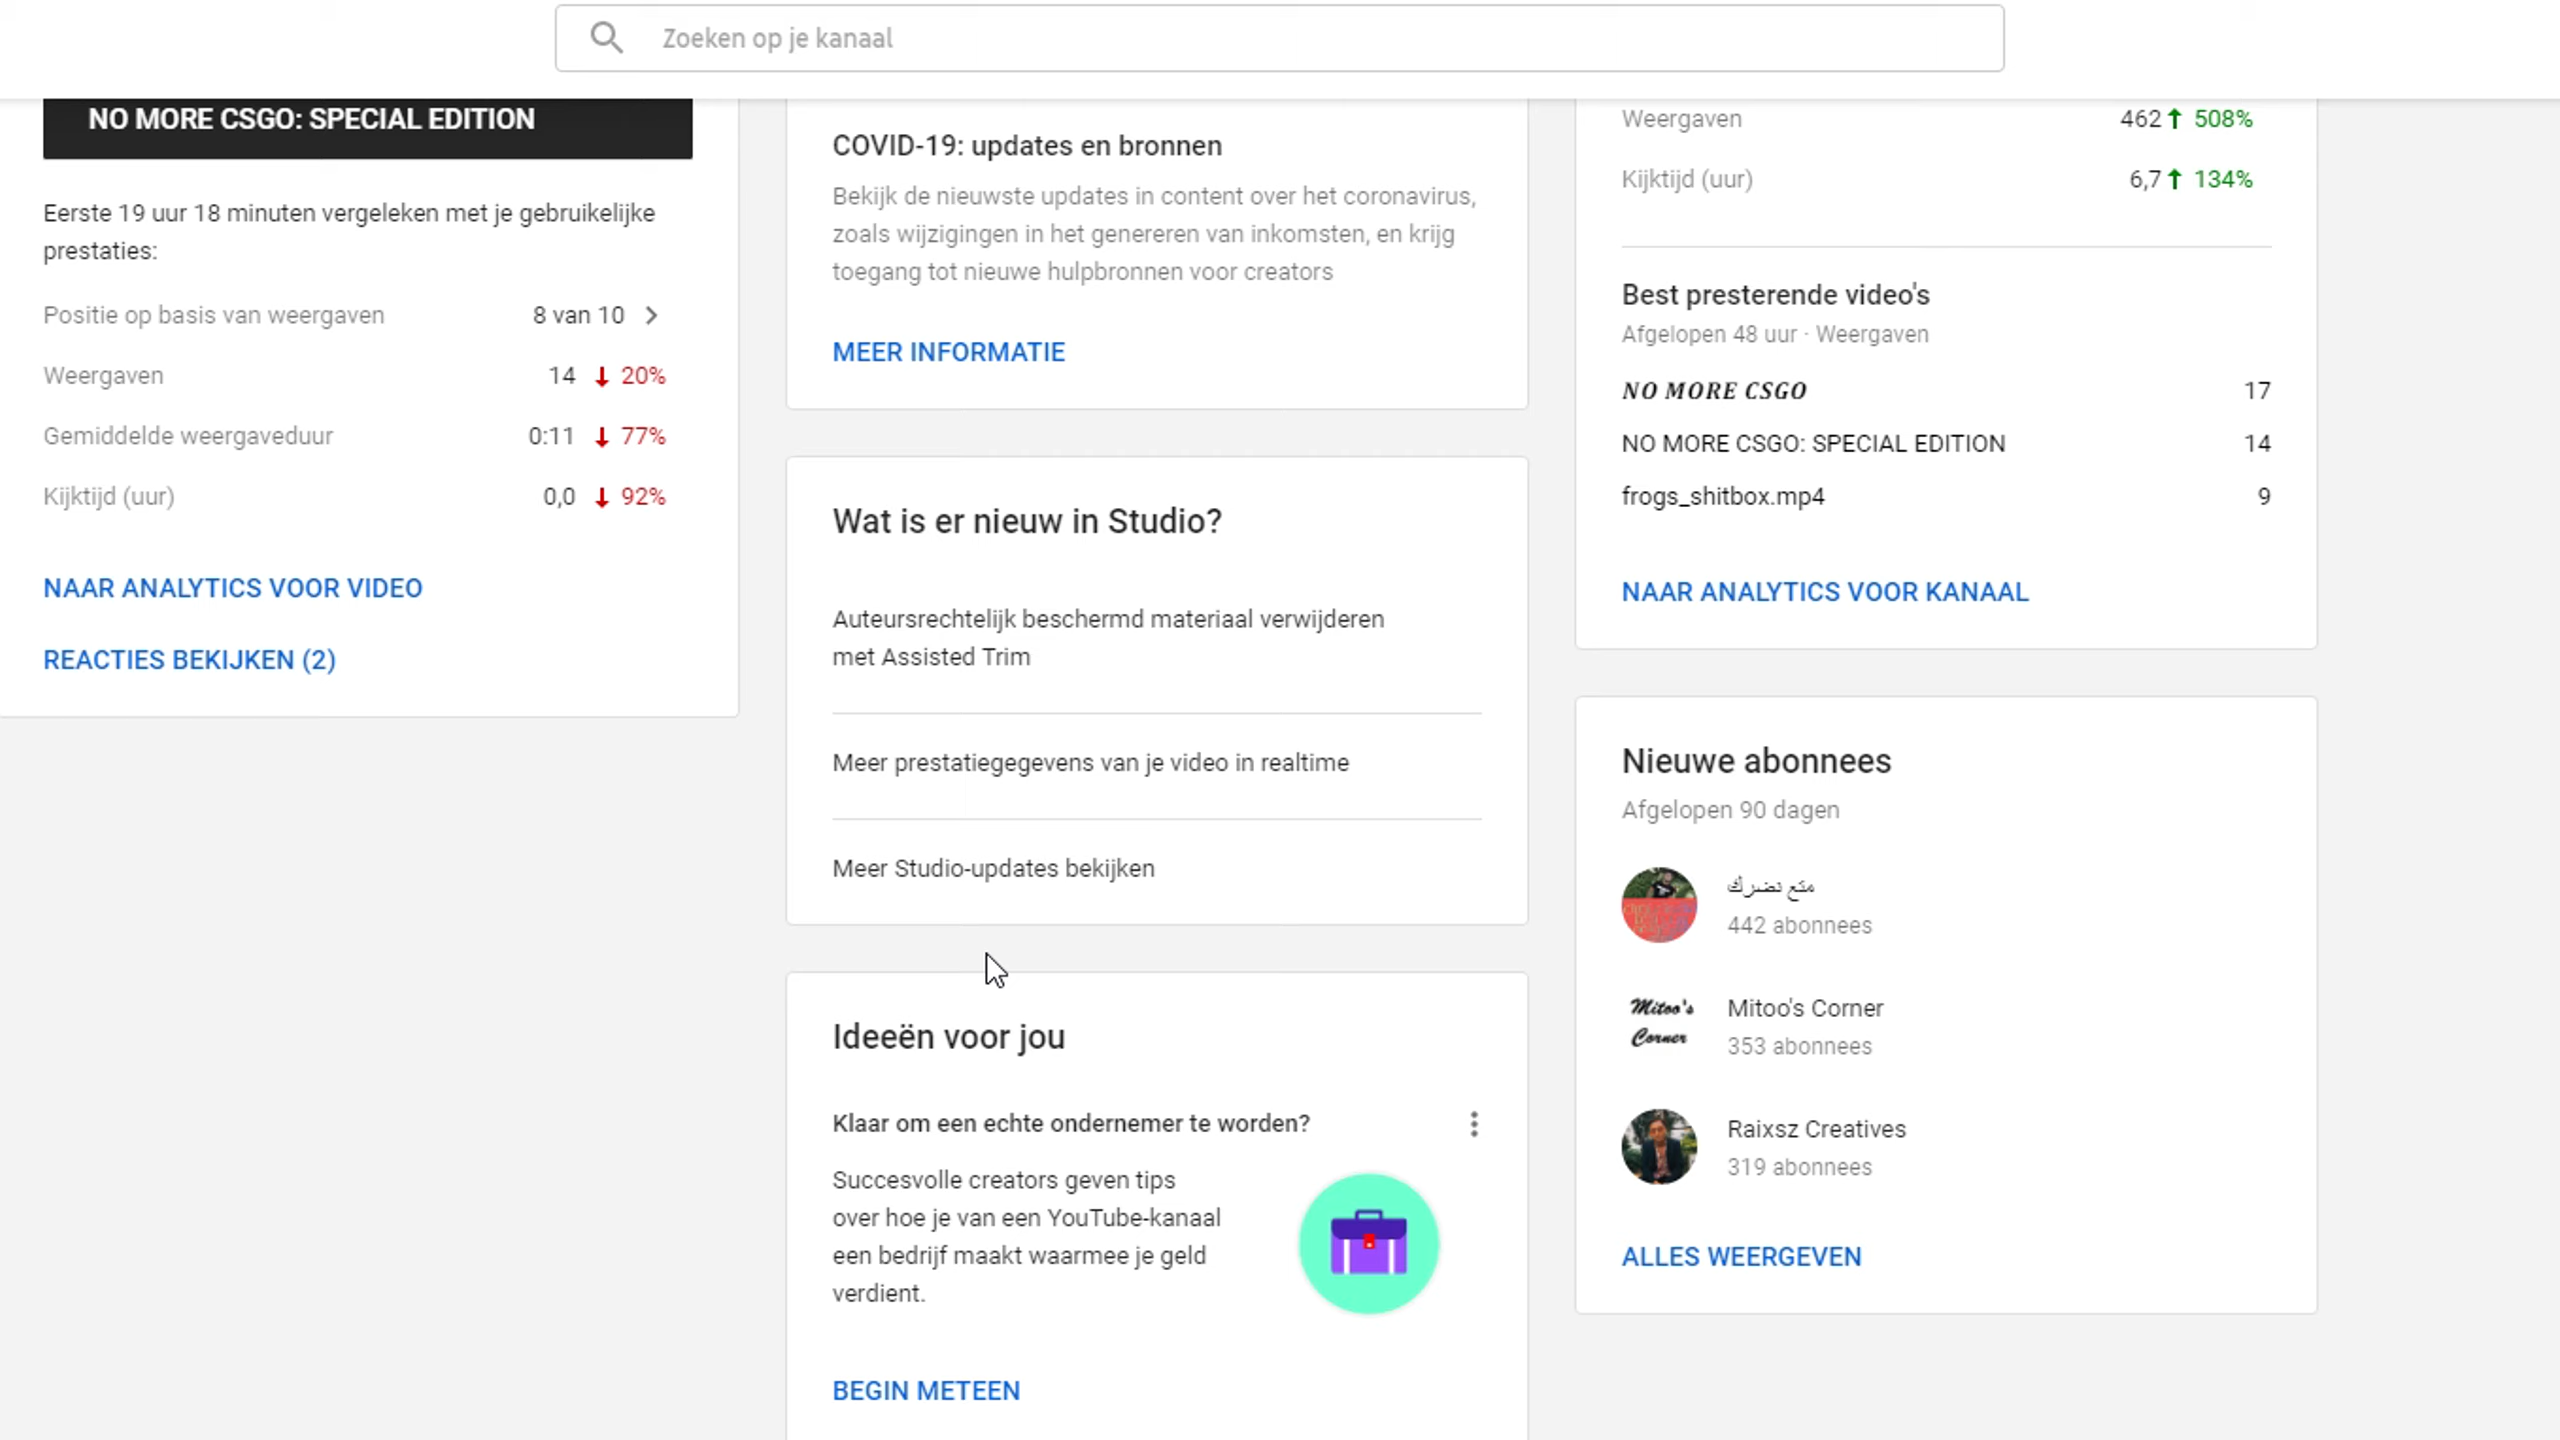 Zoeken op je kanaal
NO MORE CSGO: SPECIAL EDITION
Eerste 19 uur 18 minuten vergeleken met je gebruikelijke
prestaties:
Positie op basis van weergaven 8 van 10
Weergaven 14 20%
Gemiddelde weergaveduur 0:11 77%
Kijktijd (uur) 0,0 92%
NAAR ANALYTICS VOOR VIDEO
REACTIES BEKIJKEN (2)
COVID-19: updates en bronnen
Bekijk de nieuwste updates in content over het coronavirus,
zoals wijzigingen in het genereren van inkomsten, en krijg
toegang tot nieuwe hulpbronnen voor creators
MEER INFORMATIE
Wat is er nieuw in Studio?
Auteursrechtelijk beschermd materiaal verwijderen
met Assisted Trim
Meer prestatiegegevens van je video in realtime
Meer Studio-updates bekijken
Ideeën voor jou
Klaar om een echte ondernemer te worden?
Succesvolle creators geven tips
over hoe je van een YouTube-kanaal
een bedrijf maakt waarmee je geld
verdient.
BEGIN METEEN
Weergaven 462 508%
Kijktijd (uur) 6,7 134%
Best presterende video's
Afgelopen 48 uur · Weergaven
NO MORE CSGO 17
NO MORE CSGO: SPECIAL EDITION 14
frogs_shitbox.mp4 9
NAAR ANALYTICS VOOR KANAAL
Nieuwe abonnees
Afgelopen 90 dagen
متع نضرك
442 abonnees
Mitoo's
Corner
Mitoo's Corner
353 abonnees
Raixsz Creatives
319 abonnees
ALLES WEERGEVEN